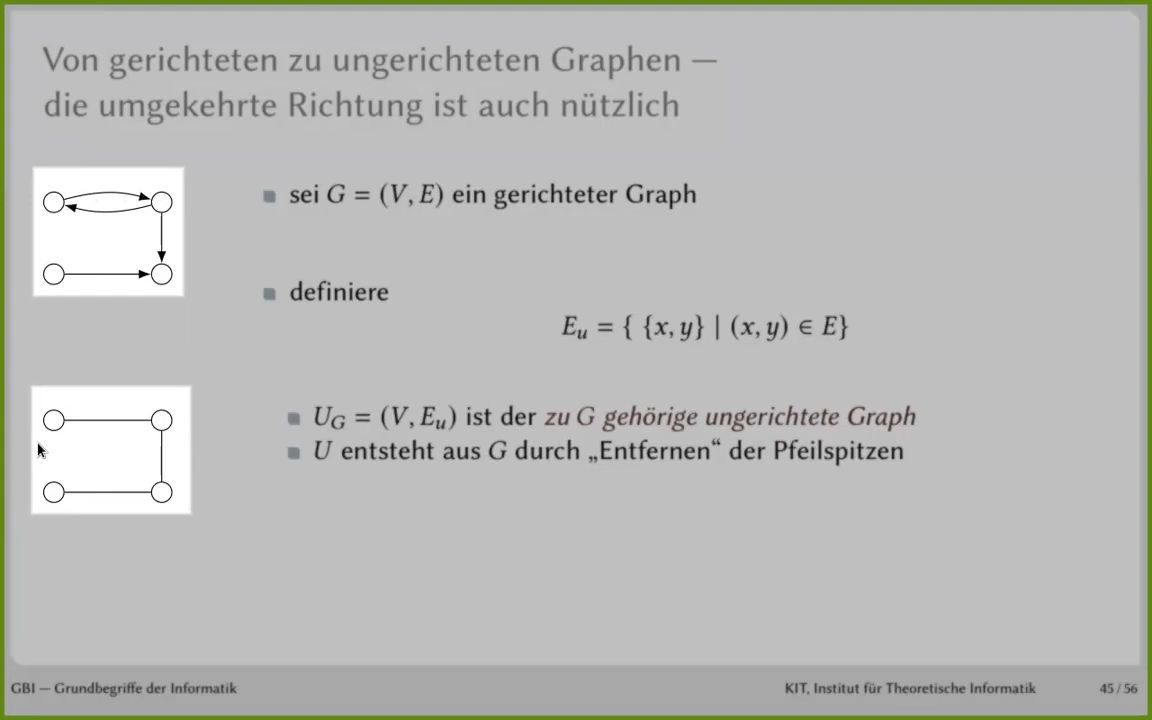 Von gerichteten zu ungerichteten Graphen —
die umgekehrte Richtung ist auch nützlich
sei G = (V, E) ein gerichteter Graph
definiere
E_u = { {x, y} | (x, y) ∈ E}
U_G = (V, E_u) ist der zu G gehörige ungerichtete Graph
U entsteht aus G durch „Entfernen“ der Pfeilspitzen
GBI — Grundbegriffe der Informatik
KIT, Institut für Theoretische Informatik
45 / 56